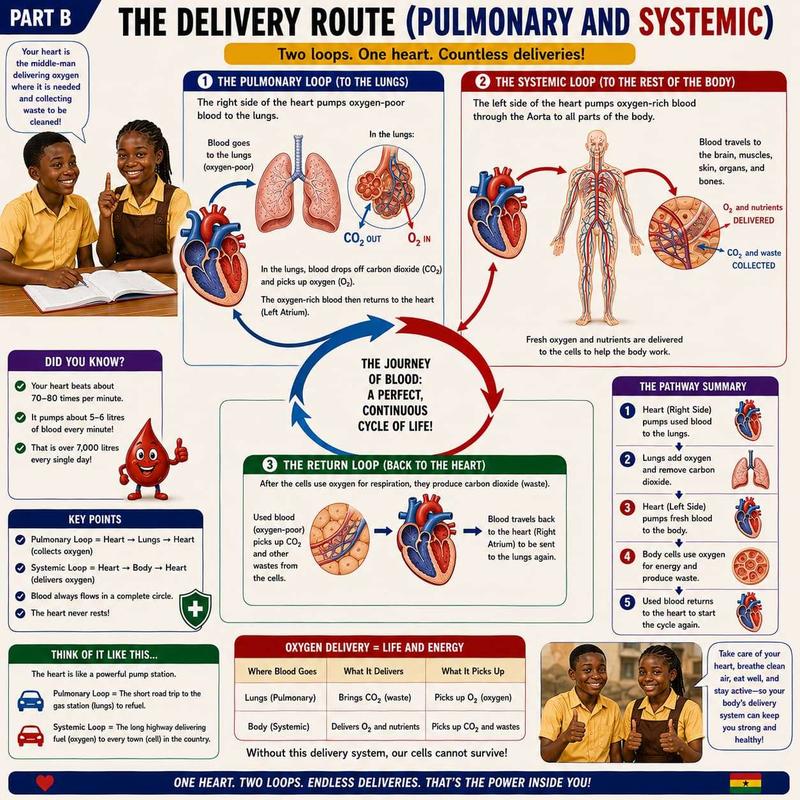 PART B
THE DELIVERY ROUTE (PULMONARY AND SYSTEMIC)
Two loops. One heart. Countless deliveries!
Your heart is
the middle-man
delivering oxygen
where it is needed
and collecting
waste to be
cleaned!
1 THE PULMONARY LOOP (TO THE LUNGS)
The right side of the heart pumps oxygen-poor
blood to the lungs.
Blood goes
to the lungs
(oxygen-poor)
In the lungs:
CO₂ OUT
O₂ IN
In the lungs, blood drops off carbon dioxide (CO₂)
and picks up oxygen (O₂).
The oxygen-rich blood then returns to the heart
(Left Atrium).
2 THE SYSTEMIC LOOP (TO THE REST OF THE BODY)
The left side of the heart pumps oxygen-rich blood
through the Aorta to all parts of the body.
Blood travels to
the brain, muscles,
skin, organs, and
bones.
O₂ and nutrients
DELIVERED
CO₂ and waste
COLLECTED
Fresh oxygen and nutrients are delivered
to the cells to help the body work.
THE JOURNEY
OF BLOOD:
A PERFECT,
CONTINUOUS
CYCLE OF LIFE!
DID YOU KNOW?
Your heart beats about
70–80 times per minute.
It pumps about 5–6 litres
of blood every minute!
That is over 7,000 litres
every single day!
3 THE RETURN LOOP (BACK TO THE HEART)
After the cells use oxygen for respiration, they produce carbon dioxide (waste).
Used blood
(oxygen-poor)
picks up CO₂
and other
wastes from
the cells.
Blood travels back
to the heart (Right
Atrium) to be sent
to the lungs again.
THE PATHWAY SUMMARY
1 Heart (Right Side)
pumps used blood
to the lungs.
2 Lungs add oxygen
and remove carbon
dioxide.
3 Heart (Left Side)
pumps fresh blood
to the body.
4 Body cells use oxygen
for energy and
produce waste.
5 Used blood returns
to the heart to start
the cycle again.
KEY POINTS
Pulmonary Loop = Heart → Lungs → Heart
(collects oxygen)
Systemic Loop = Heart → Body → Heart
(delivers oxygen)
Blood always flows in a complete circle.
The heart never rests!
THINK OF IT LIKE THIS...
The heart is like a powerful pump station.
Pulmonary Loop = The short road trip to the
gas station (lungs) to refuel.
Systemic Loop = The long highway delivering
fuel (oxygen) to every town (cell) in the country.
OXYGEN DELIVERY = LIFE AND ENERGY
Where Blood Goes What It Delivers What It Picks Up
Lungs (Pulmonary) Brings CO₂ (waste) Picks up O₂ (oxygen)
Body (Systemic) Delivers O₂ and nutrients Picks up CO₂ and wastes
Without this delivery system, our cells cannot survive!
Take care of your
heart, breathe clean
air, eat well, and
stay active—so your
body's delivery
system can keep
you strong and
healthy!
ONE HEART. TWO LOOPS. ENDLESS DELIVERIES. THAT'S THE POWER INSIDE YOU!